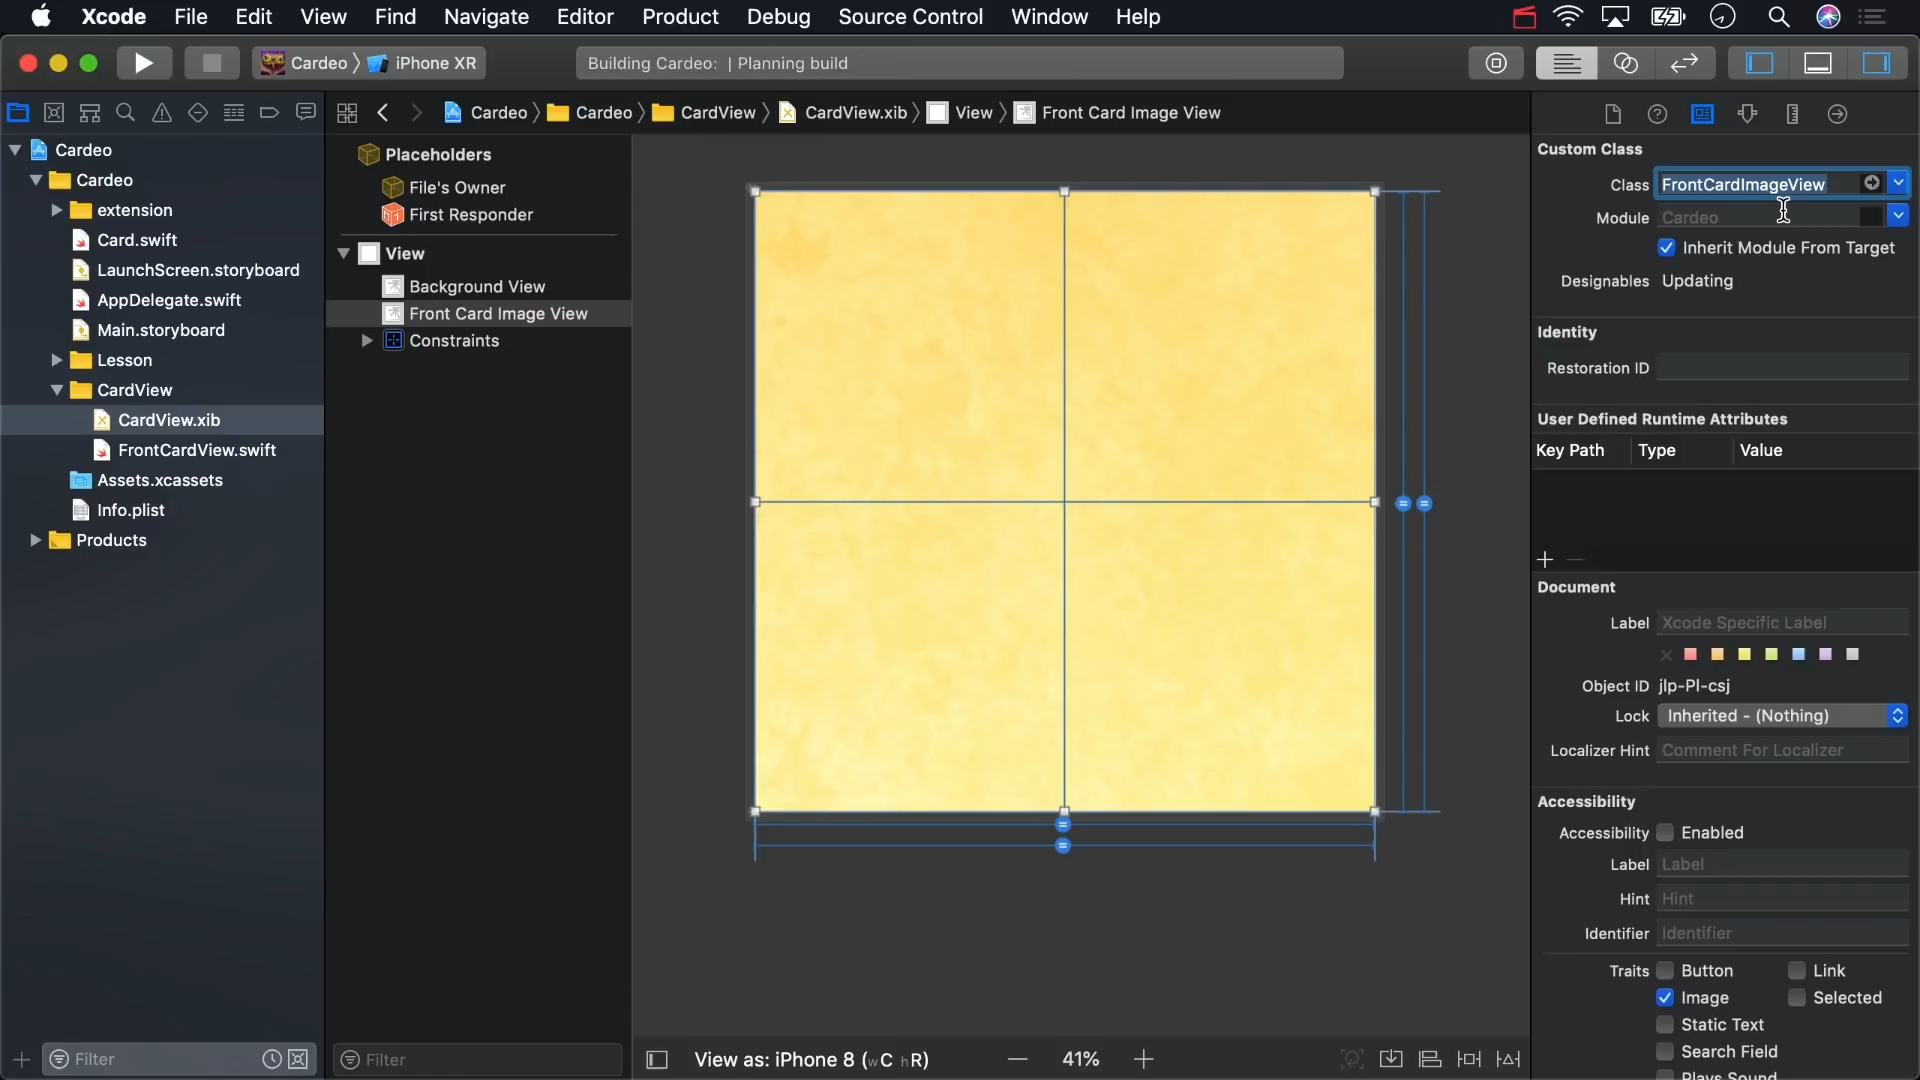 Xcode File Edit View Find Navigate Editor Product Debug Source Control Window Help
Cardeo iPhone XR
Building Cardeo: | Planning build
Cardeo Cardeo CardView CardView.xib View Front Card Image View
Cardeo
Cardeo
extension
Card.swift
LaunchScreen.storyboard
AppDelegate.swift
Main.storyboard
Lesson
CardView
CardView.xib
FrontCardView.swift
Assets.xcassets
Info.plist
Products
Filter
Placeholders
File's Owner
First Responder
View
Background View
Front Card Image View
Constraints
Filter
View as: iPhone 8 (wC hR)
41%
Custom Class
Class FrontCardImageView
Module Cardeo
Inherit Module From Target
Designables Updating
Identity
Restoration ID
User Defined Runtime Attributes
Key Path Type Value
Document
Label Xcode Specific Label
Object ID jlp-Pl-csj
Lock Inherited - (Nothing)
Localizer Hint Comment For Localizer
Accessibility
Accessibility Enabled
Label Label
Hint Hint
Identifier Identifier
Traits Button Link
Image Selected
Static Text
Search Field
Plays Sound